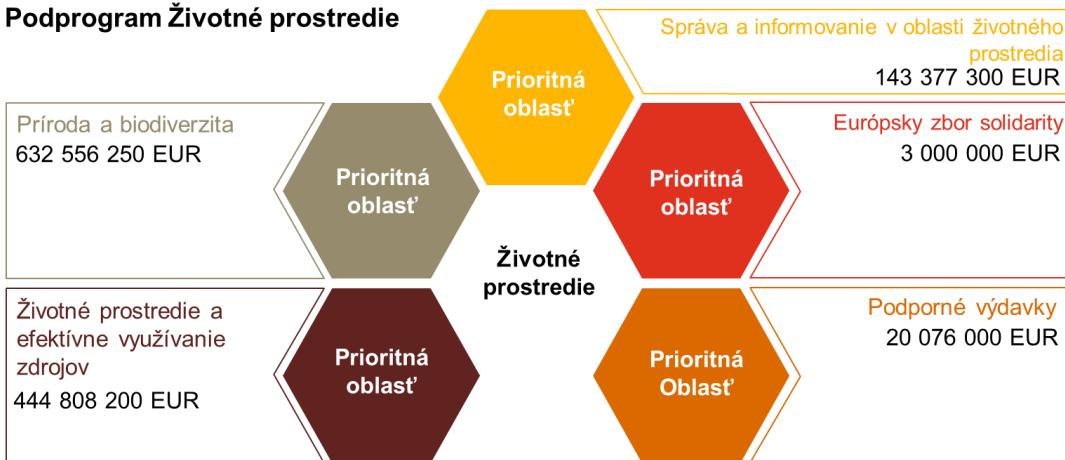 Podprogram Životné prostredie
Správa a informovanie v oblasti životného
prostredia
143 377 300 EUR
Prioritná
oblasť
Príroda a biodiverzita
632 556 250 EUR
Prioritná
oblasť
Európsky zbor solidarity
3 000 000 EUR
Prioritná
oblasť
Životné
prostredie
Životné prostredie a
efektívne využívanie
zdrojov
444 808 200 EUR
Prioritná
oblasť
Podporné výdavky
20 076 000 EUR
Prioritná
Oblasť